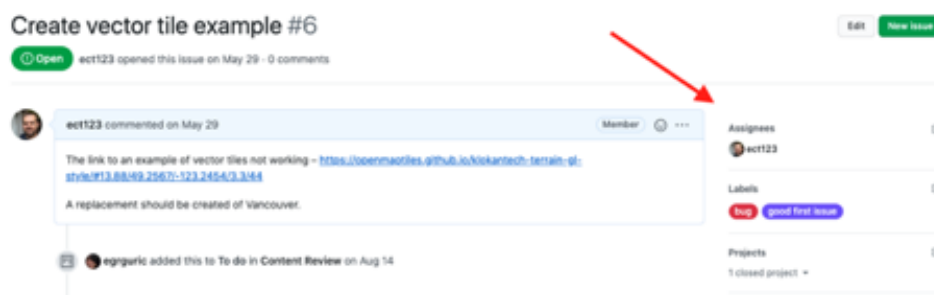 Create vector tile example #6
Edit
New issue
Open
ect123 opened this issue on May 29 · 0 comments
ect123 commented on May 29
Member
The link to an example of vector tiles not working – https://openmaptiles.github.io/klokantech-terrain-gl-
style/#13.88/49.2567/-123.2454/3.3/44
A replacement should be created of Vancouver.
egrguric added this to To do in Content Review on Aug 14
Assignees
ect123
Labels
bug
good first issue
Projects
1 closed project